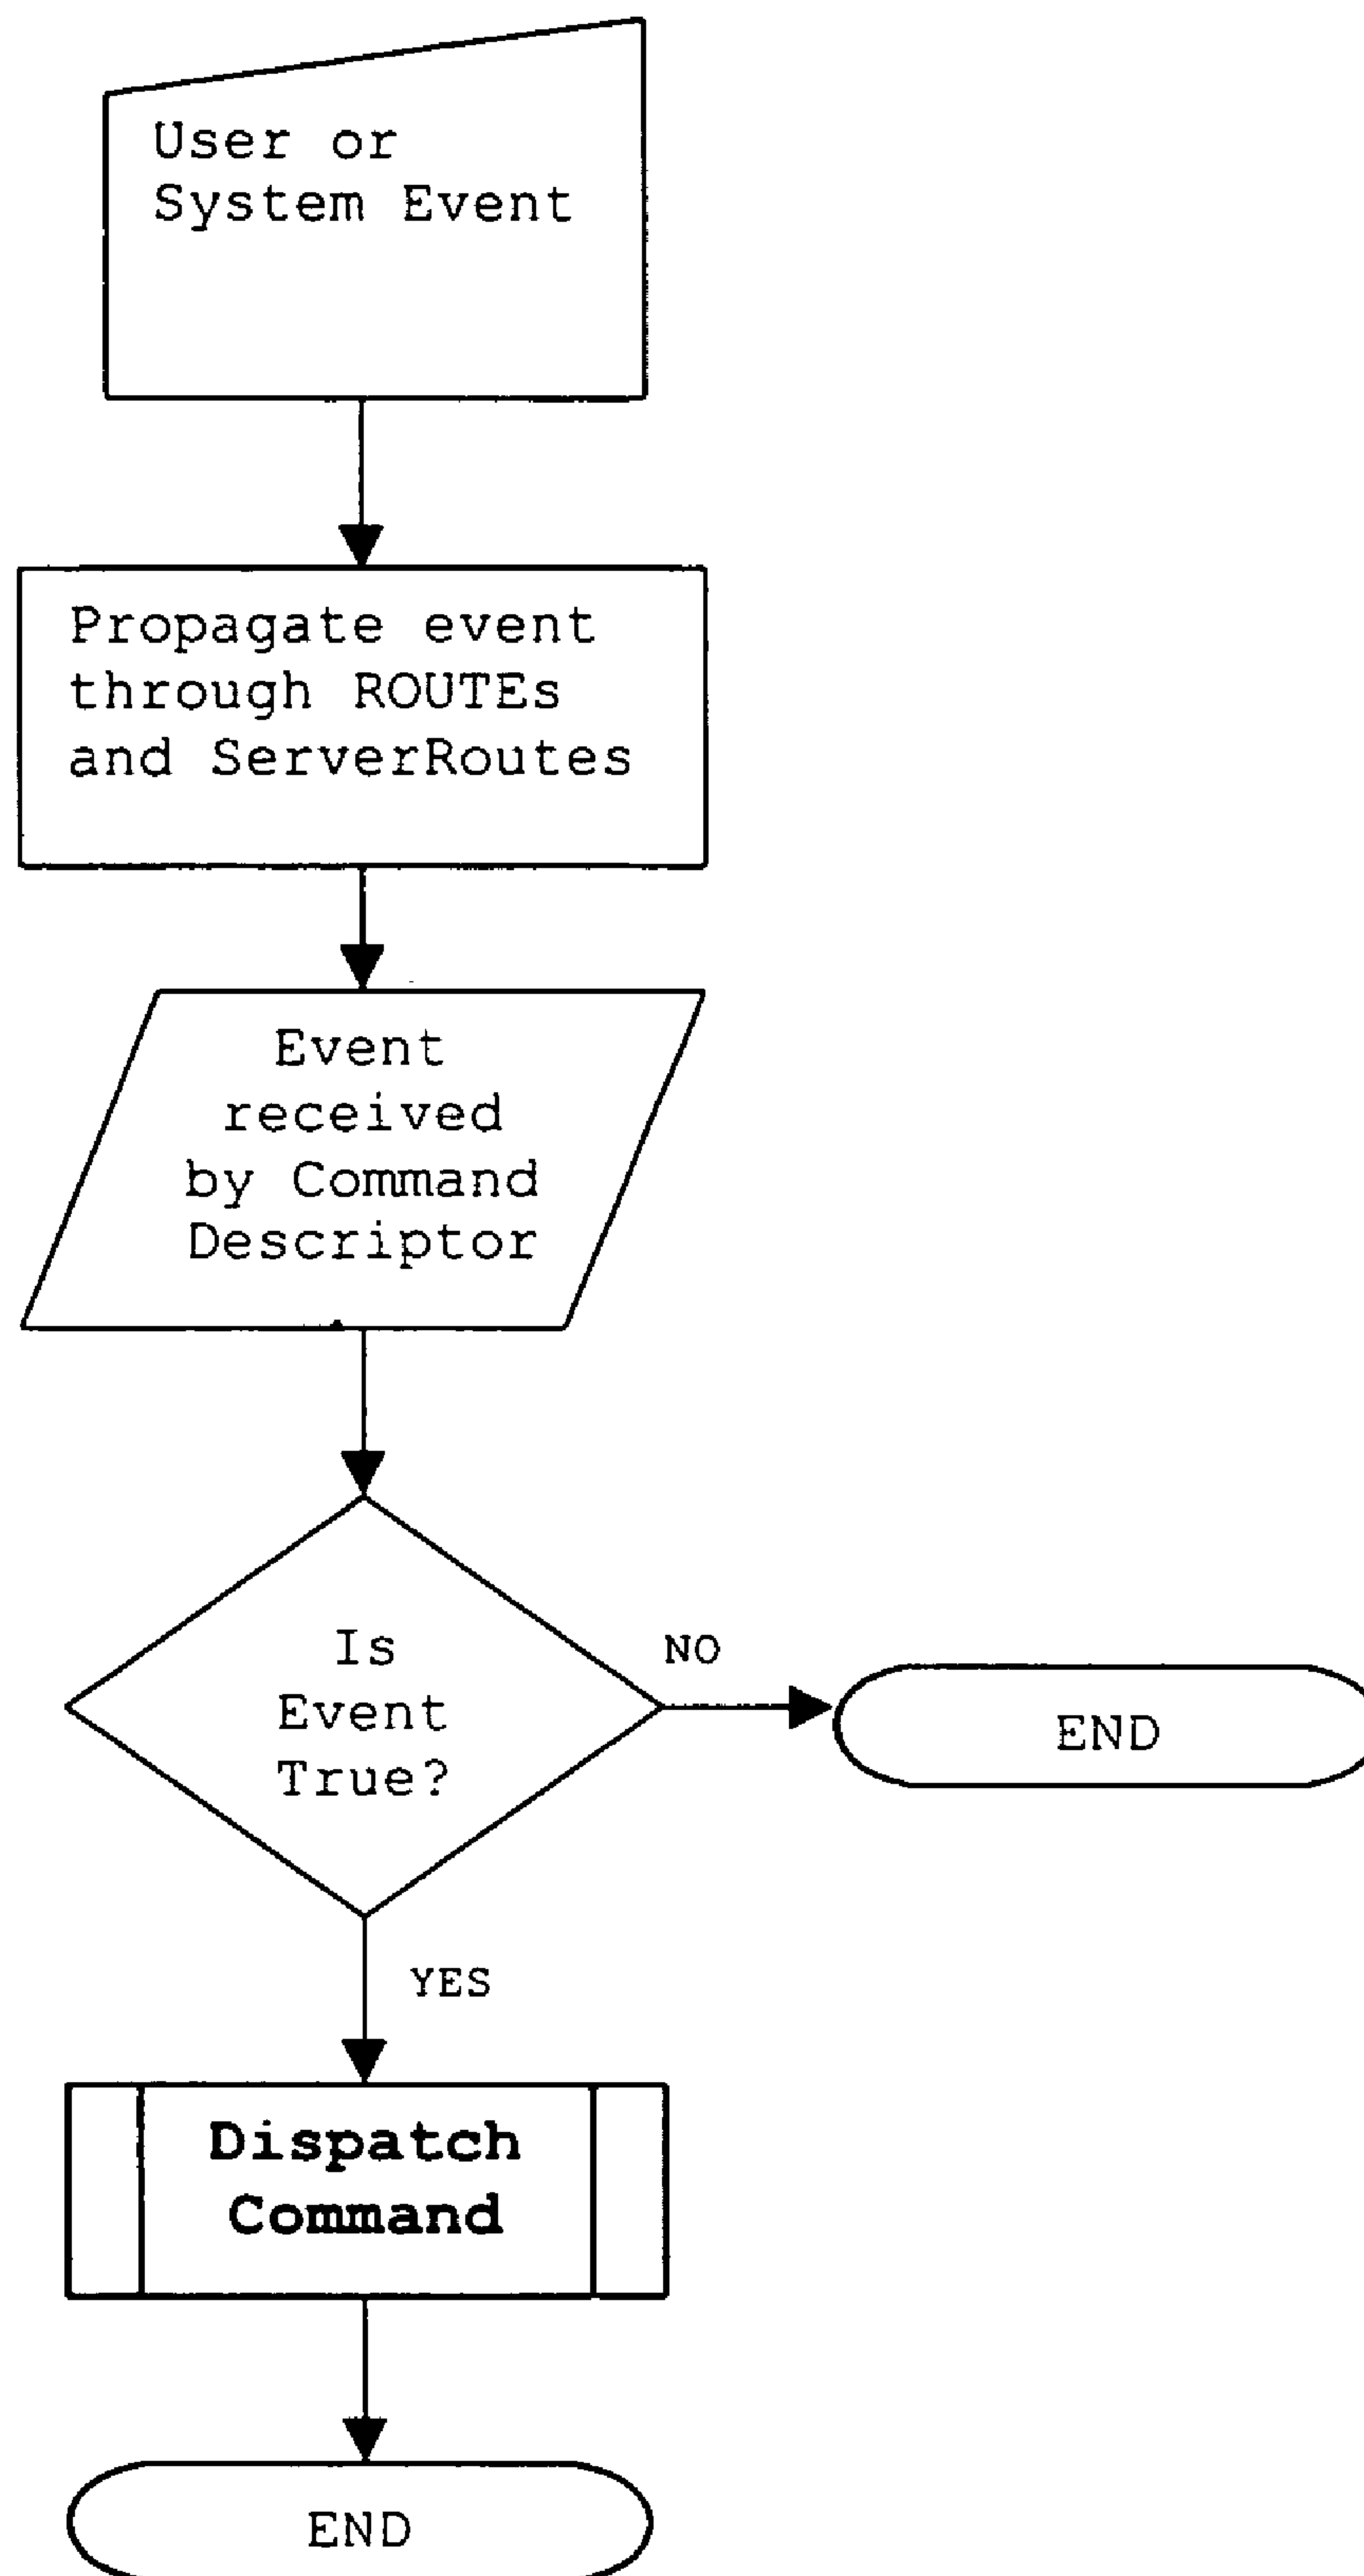 User or
System Event
Propagate event
through ROUTEs
and ServerRoutes
Event
received
by Command
Descriptor
Is
Event
True?
NO
END
YES
Dispatch
Command
END